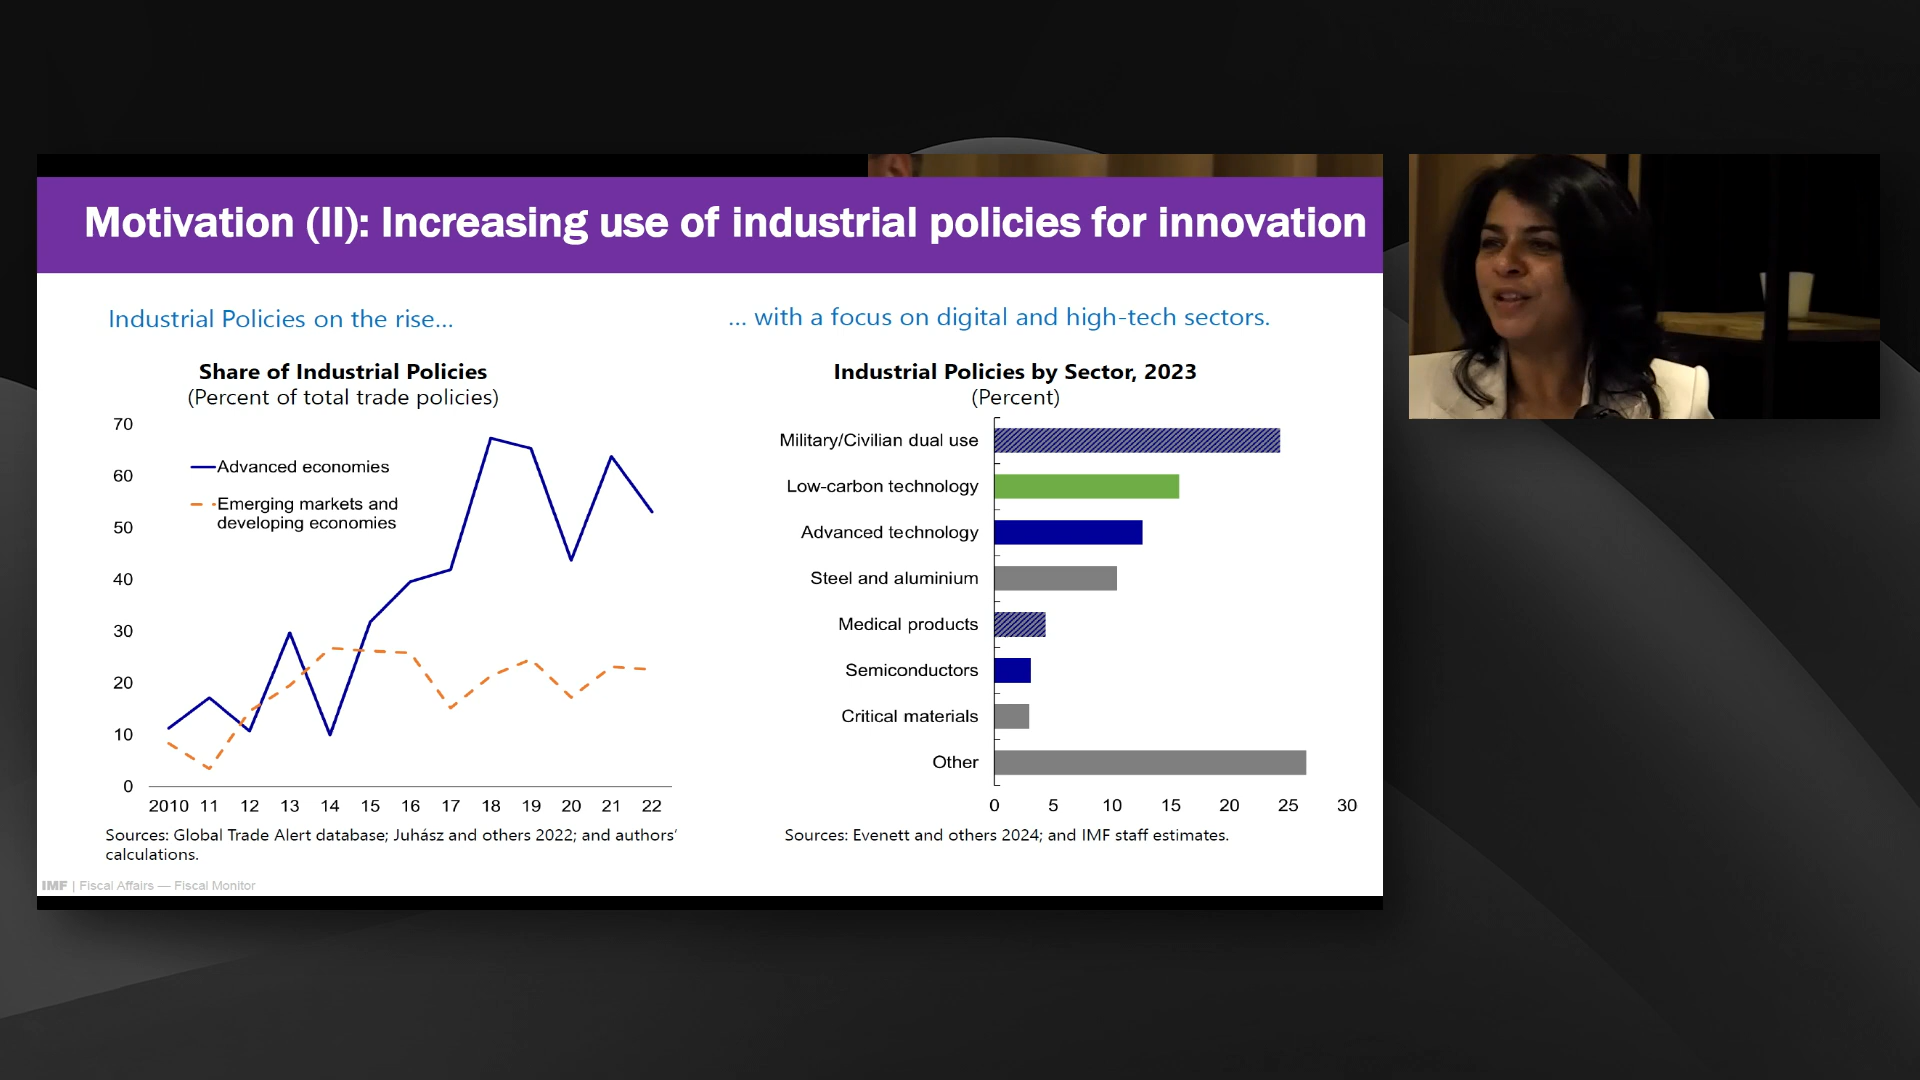 Motivation (II): Increasing use of industrial policies for innovation
Industrial Policies on the rise...
Share of Industrial Policies
(Percent of total trade policies)
70
60
50
40
30
20
10
0
Advanced economies
Emerging markets and
developing economies
2010 11 12 13 14 15 16 17 18 19 20 21 22
Sources: Global Trade Alert database; Juhász and others 2022; and authors'
calculations.
... with a focus on digital and high-tech sectors.
Industrial Policies by Sector, 2023
(Percent)
Military/Civilian dual use
Low-carbon technology
Advanced technology
Steel and aluminium
Medical products
Semiconductors
Critical materials
Other
0 5 10 15 20 25 30
Sources: Evenett and others 2024; and IMF staff estimates.
IMF | Fiscal Affairs — Fiscal Monitor